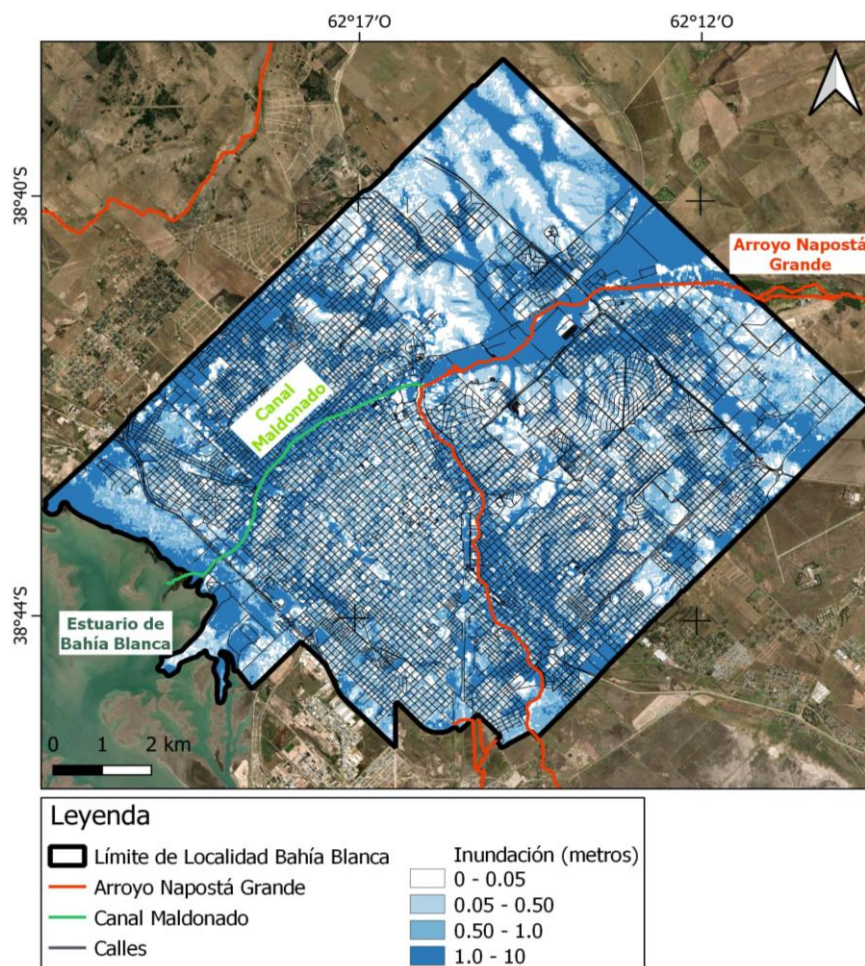 62°17'O
62°12'O
38°40'S
Arroyo Napostá
Grande
Canal
Maldonado
Estuario de
Bahía Blanca
38°44'S
0 1 2 km
Leyenda
Límite de Localidad Bahía Blanca
Arroyo Napostá Grande
Canal Maldonado
Calles
Inundación (metros)
0 - 0.05
0.05 - 0.50
0.50 - 1.0
1.0 - 10